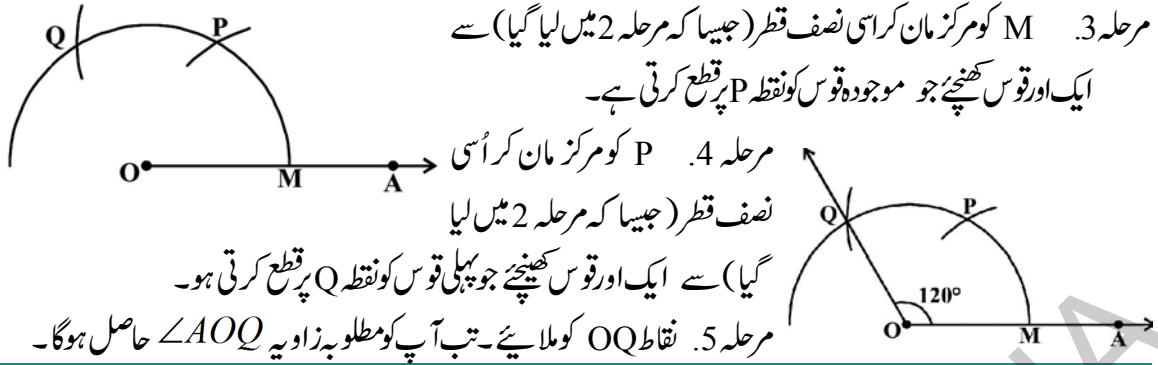 مرحلہ 3. M کو مرکز مان کر اسی نصف قطر (جیسا کہ مرحلہ 2 میں لیا گیا) سے
ایک اور قوس کھنچئے جو موجودہ قوس کو نقطہ P پر قطع کرتی ہے۔
Q
P
O
M
A
مرحلہ 4. P کو مرکز مان کر اُسی
نصف قطر (جیسا کہ مرحلہ 2 میں لیا
گیا) سے ایک اور قوس کھینچئے جو پہلی قوس کو نقطہ Q پر قطع کرتی ہو۔
مرحلہ 5. نقاط OQ کو ملایئے۔ تب آپ کو مطلوبہ زاویہ ∠AOQ حاصل ہوگا۔
Q
P
120°
O
M
A